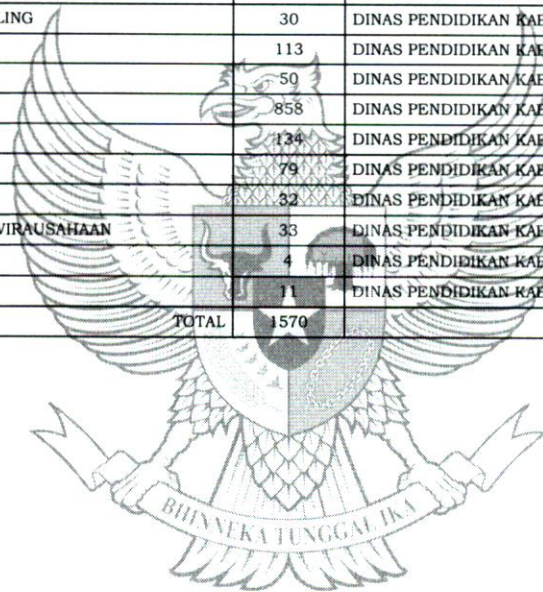 LING 30 DINAS PENDIDIKAN KAB
113 DINAS PENDIDIKAN KAB
50 DINAS PENDIDIKAN KAB
858 DINAS PENDIDIKAN KAB
134 DINAS PENDIDIKAN KAB
79 DINAS PENDIDIKAN KAB
32 DINAS PENDIDIKAN KAB
WIRAUSAHAAN 33 DINAS PENDIDIKAN KAB
4 DINAS PENDIDIKAN KAB
11 DINAS PENDIDIKAN KAB
TOTAL 1570
BHINNEKA TUNGGAL IKA